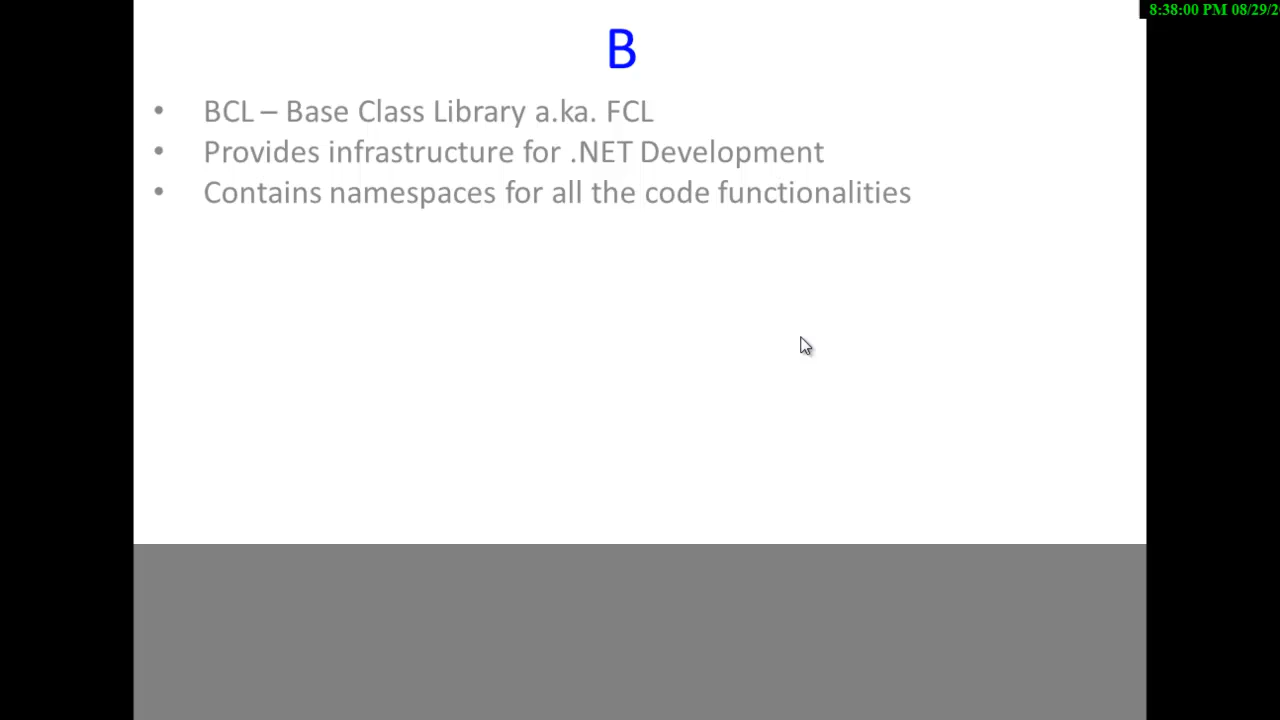 8:38:00 PM 08/29/2
B
• BCL – Base Class Library a.ka. FCL
• Provides infrastructure for .NET Development
• Contains namespaces for all the code functionalities